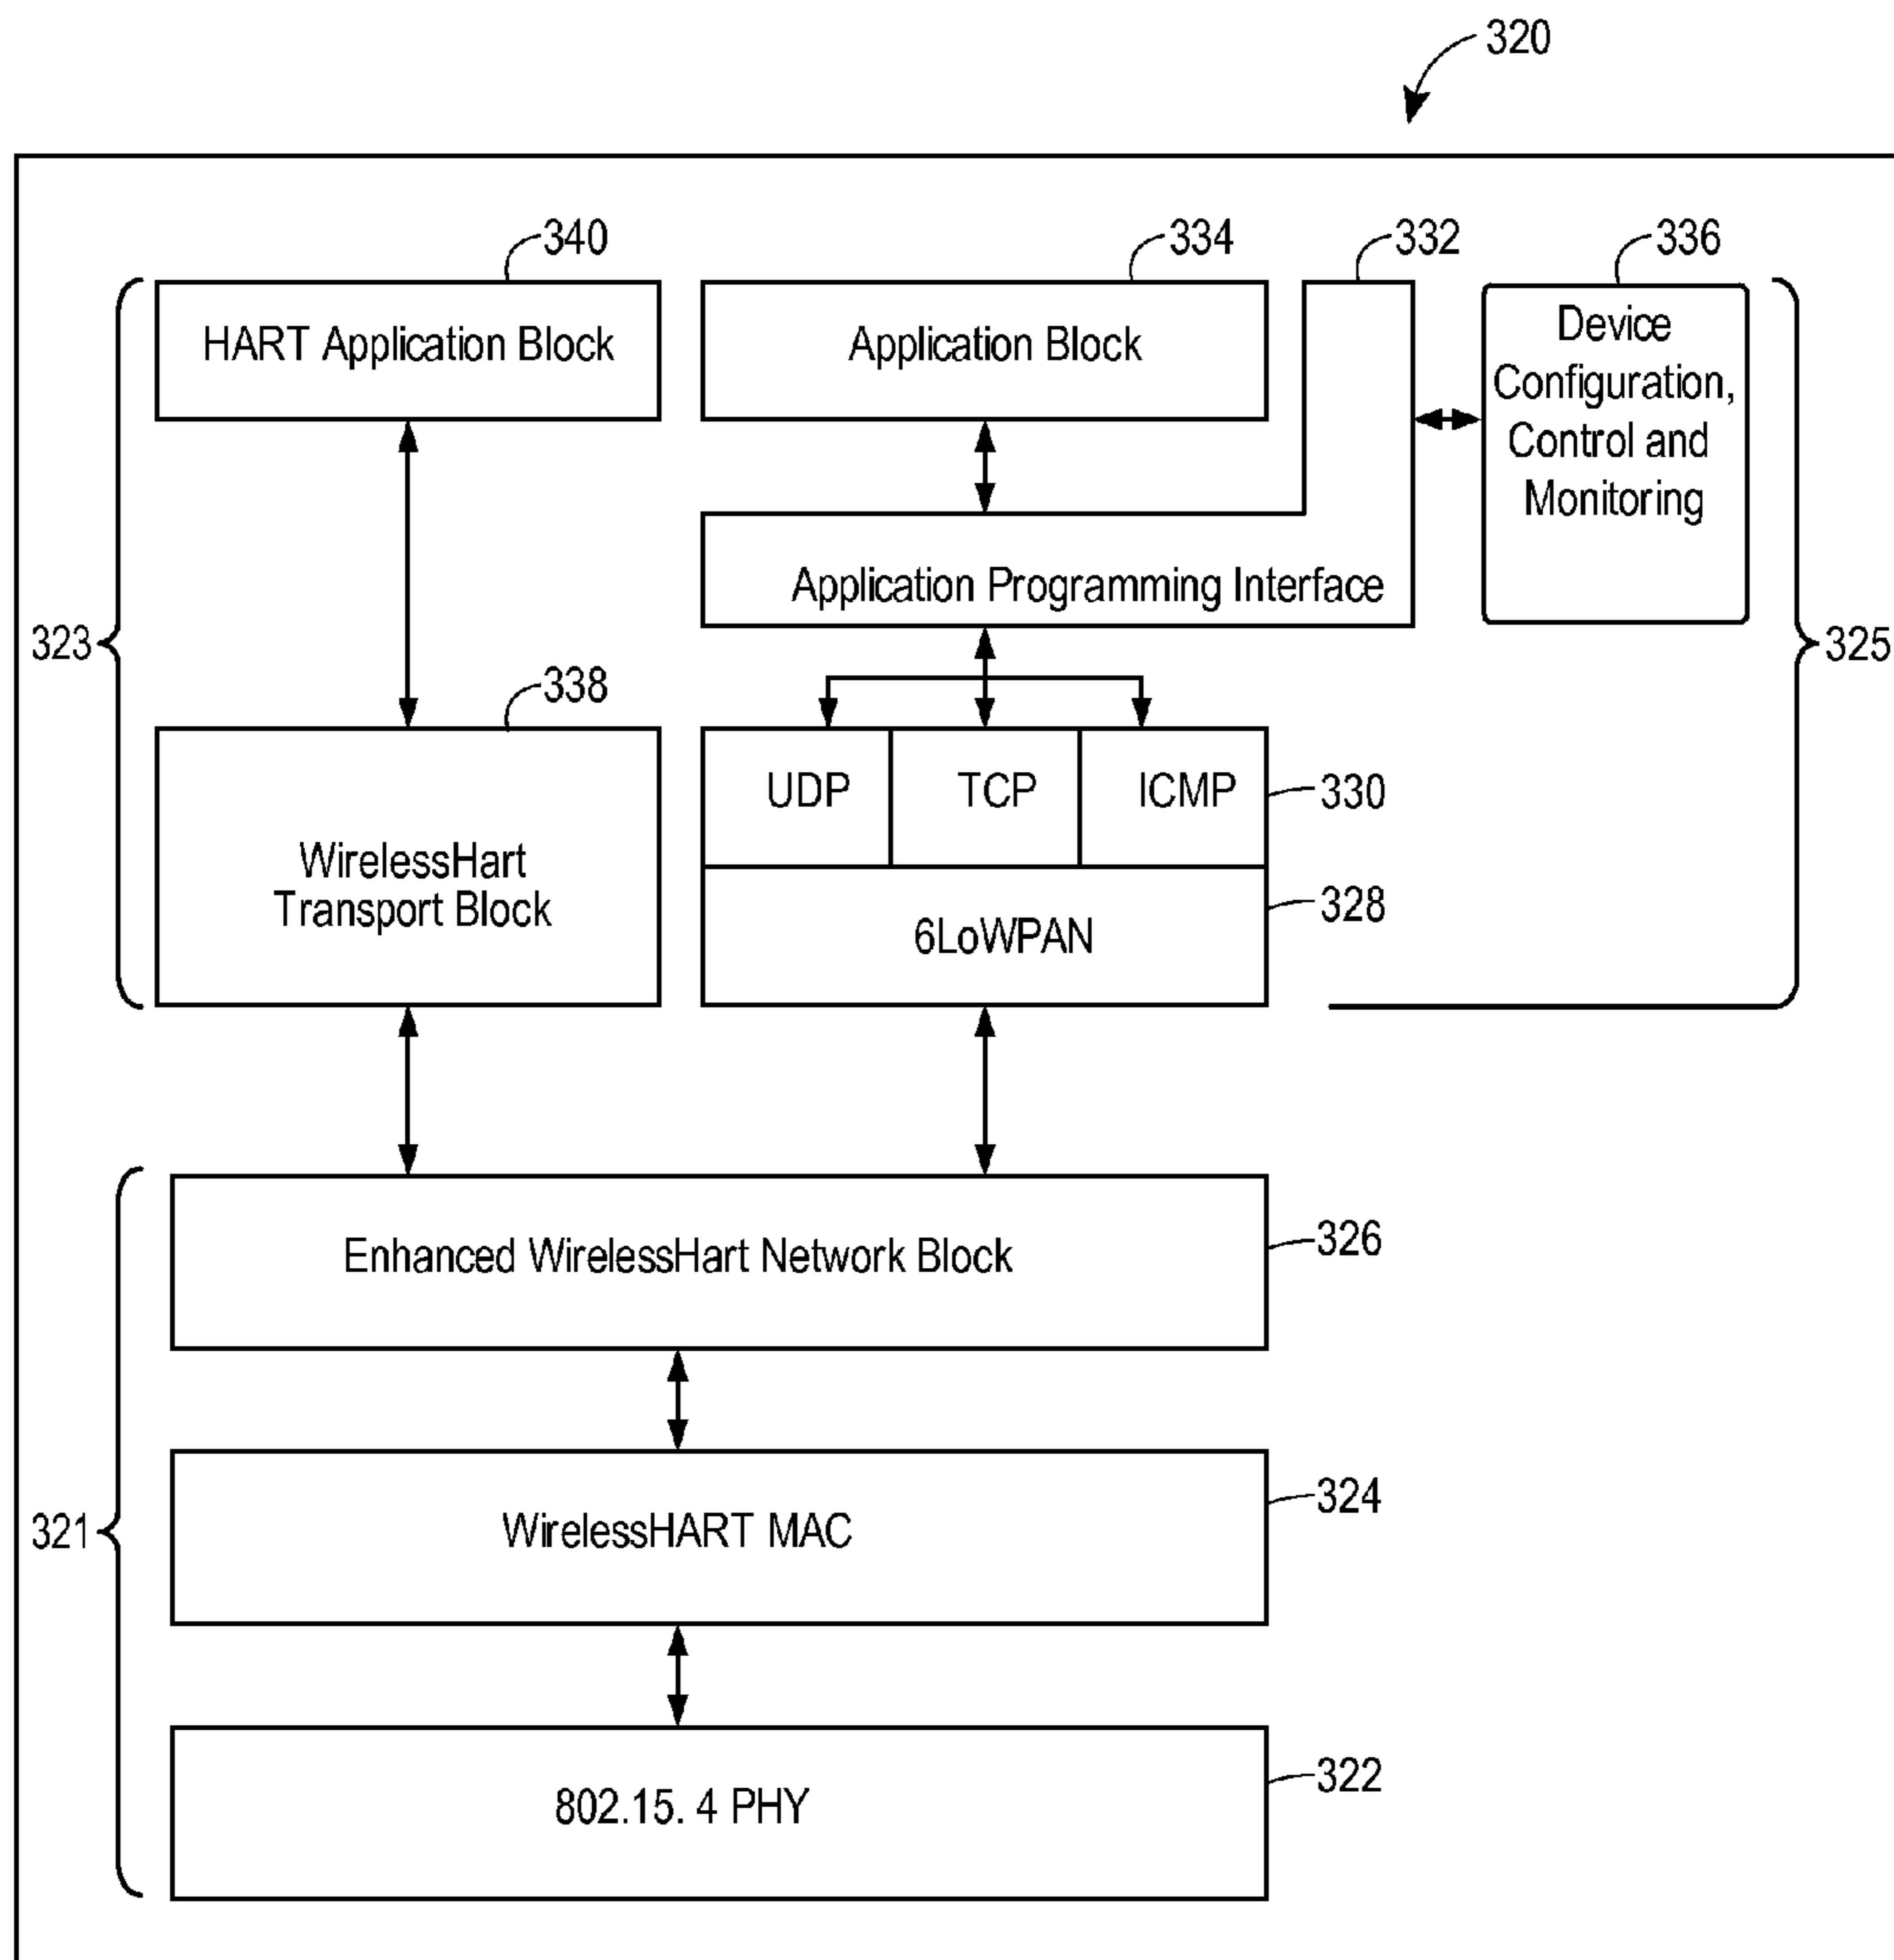 320
340
334
332
336
HART Application Block
Application Block
Device
Configuration,
Control and
Monitoring
Application Programming Interface
323
325
338
UDP
TCP
ICMP
330
WirelessHart
Transport Block
6LoWPAN
328
Enhanced WirelessHart Network Block
326
321
WirelessHART MAC
324
802.15. 4 PHY
322